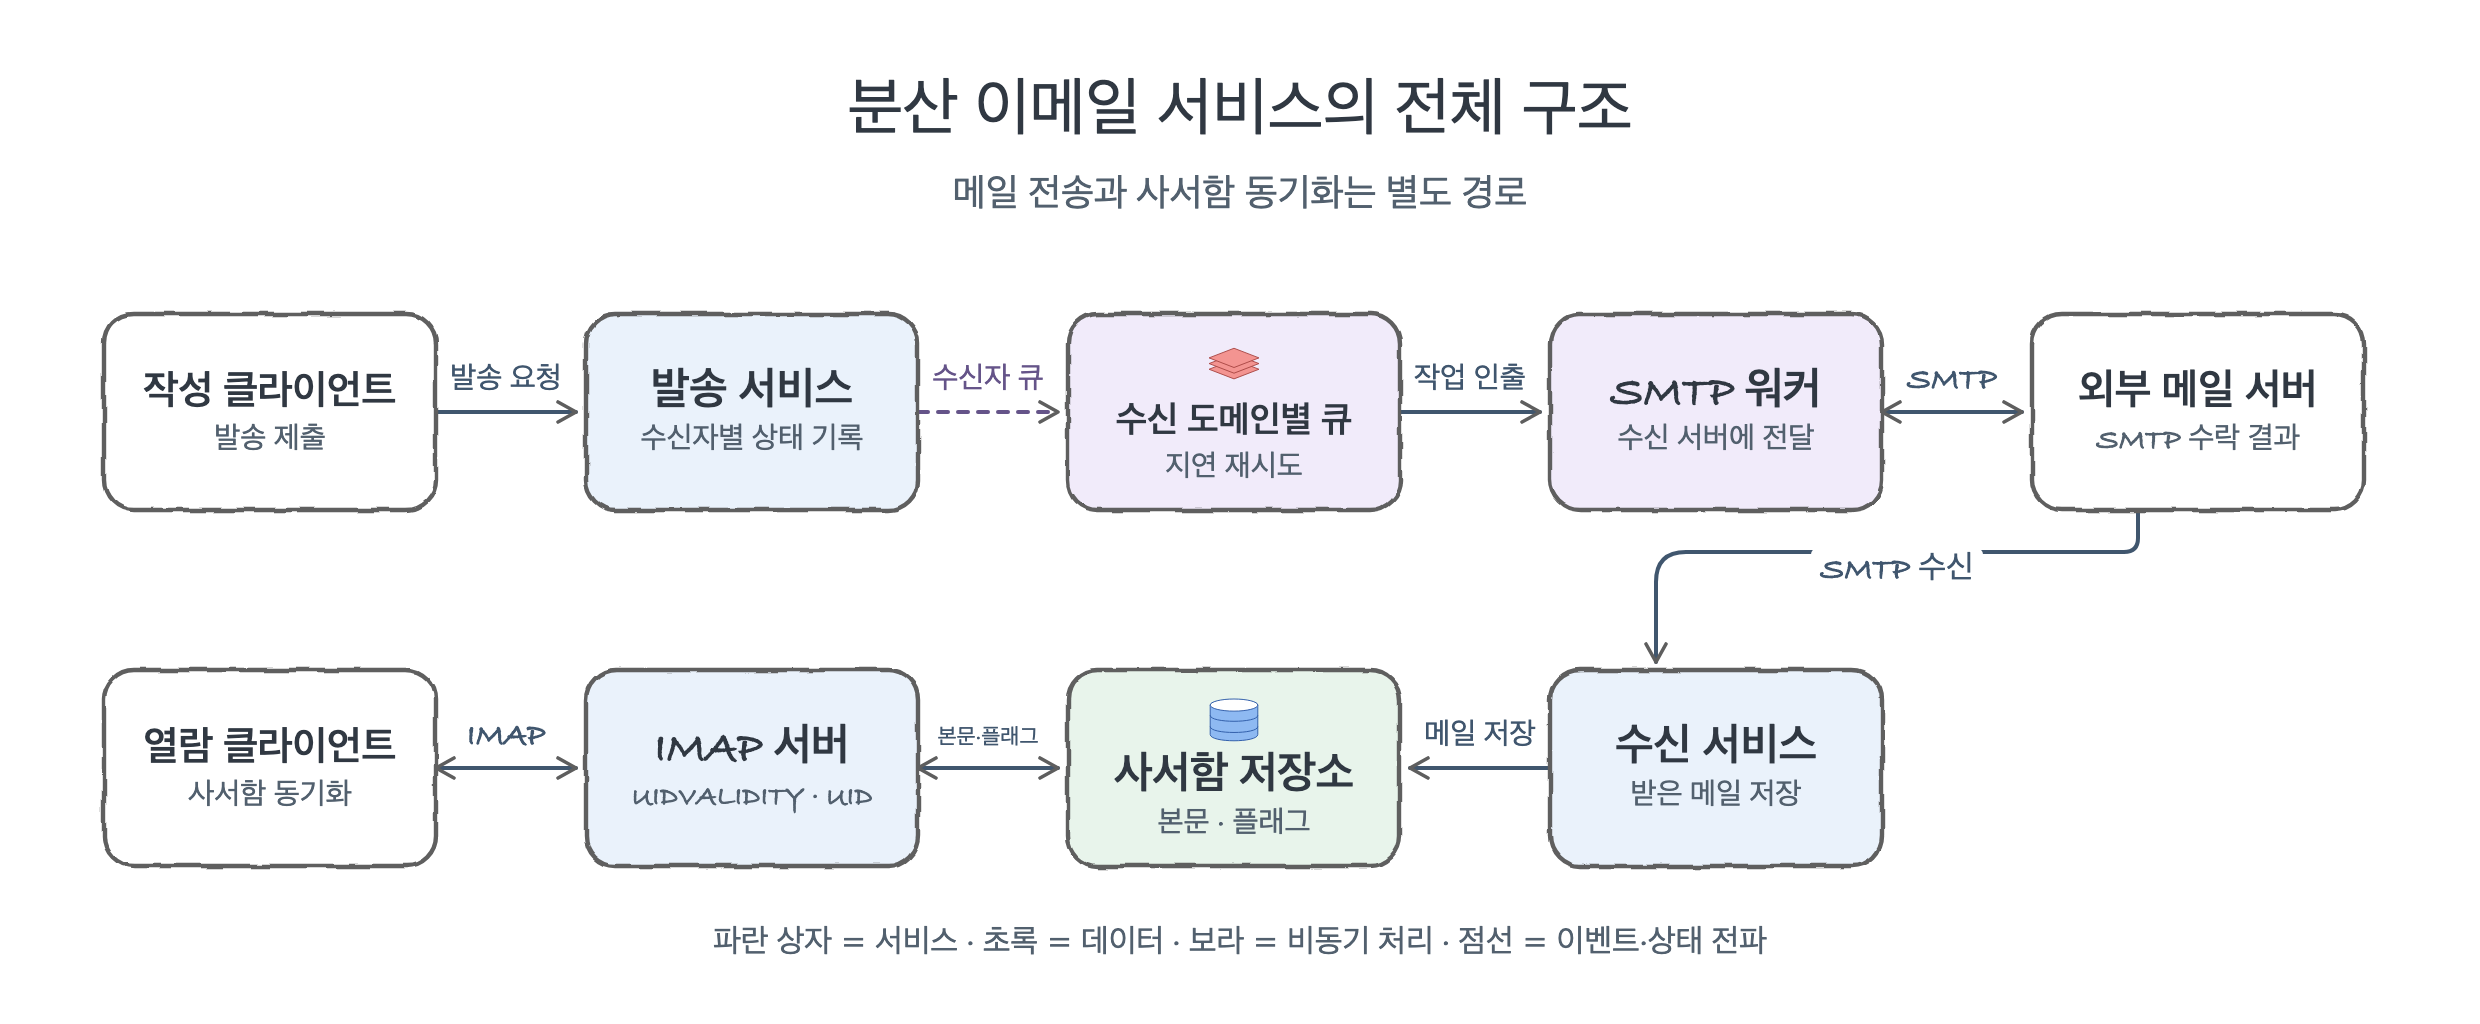 분산 이메일 서비스의 전체 구조
메일 전송과 사서함 동기화는 별도 경로
작성 클라이언트
발송 제출
발송 요청
발송 서비스
수신자별 상태 기록
수신자 큐
수신 도메인별 큐
지연 재시도
작업 인출
SMTP 워커
수신 서버에 전달
SMTP
외부 메일 서버
SMTP 수락 결과
SMTP 수신
열람 클라이언트
사서함 동기화
IMAP
IMAP 서버
UIDVALIDITY · UID
본문·플래그
사서함 저장소
본문 · 플래그
메일 저장
수신 서비스
받은 메일 저장
파란 상자 = 서비스 · 초록 = 데이터 · 보라 = 비동기 처리 · 점선 = 이벤트·상태 전파